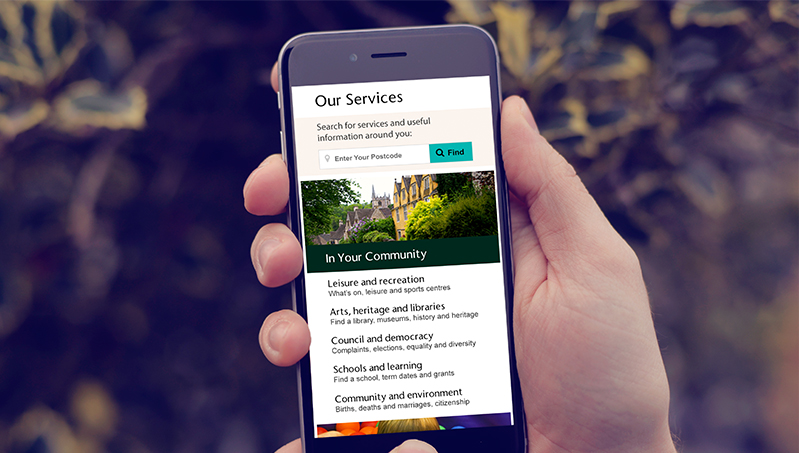 Our Services
Search for services and useful
information around you:
Enter Your Postcode
Find
In Your Community
Leisure and recreation
What's on, leisure and sports centres
Arts, heritage and libraries
Find a library, museums, history and heritage
Council and democracy
Complaints, elections, equality and diversity
Schools and learning
Find a school, term dates and grants
Community and environment
Births, deaths and marriages, citizenship